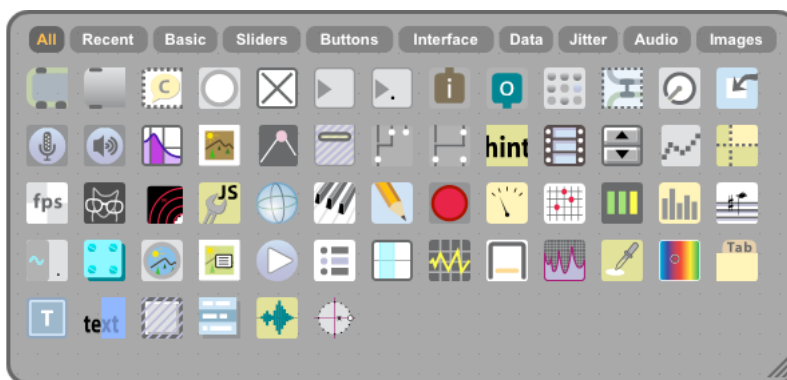 All Recent Basic Sliders Buttons Interface Data Jitter Audio Images
C i o
hint
fps JS
Tab
T text